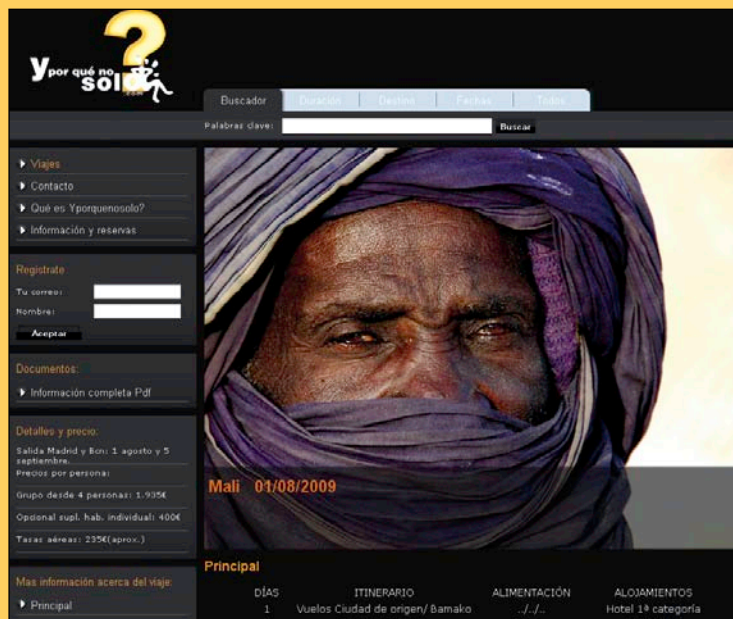 ?
y por qué no
solo
.com
Buscador Duración Destino Fechas Todos
Palabras clave: Buscar
Viajes
Contacto
Qué es Yporquenosolo?
Información y reservas
Registrate
Tu correo:
Nombre:
Aceptar
Documentos:
Información completa Pdf
Detalles y precio:
Salida Madrid y Bcn: 1 agosto y 5
septiembre.
Precios por persona:
Grupo desde 4 personas: 1.935€
Opcional supl. hab. individual: 400€
Tasas aéreas: 235€(aprox.)
Mas información acerca del viaje:
Principal
Mali 01/08/2009
Principal
DÍAS ITINERARIO ALIMENTACIÓN ALOJAMIENTOS
1 Vuelos Ciudad de origen/ Bamako ../../.. Hotel 1ª categoría